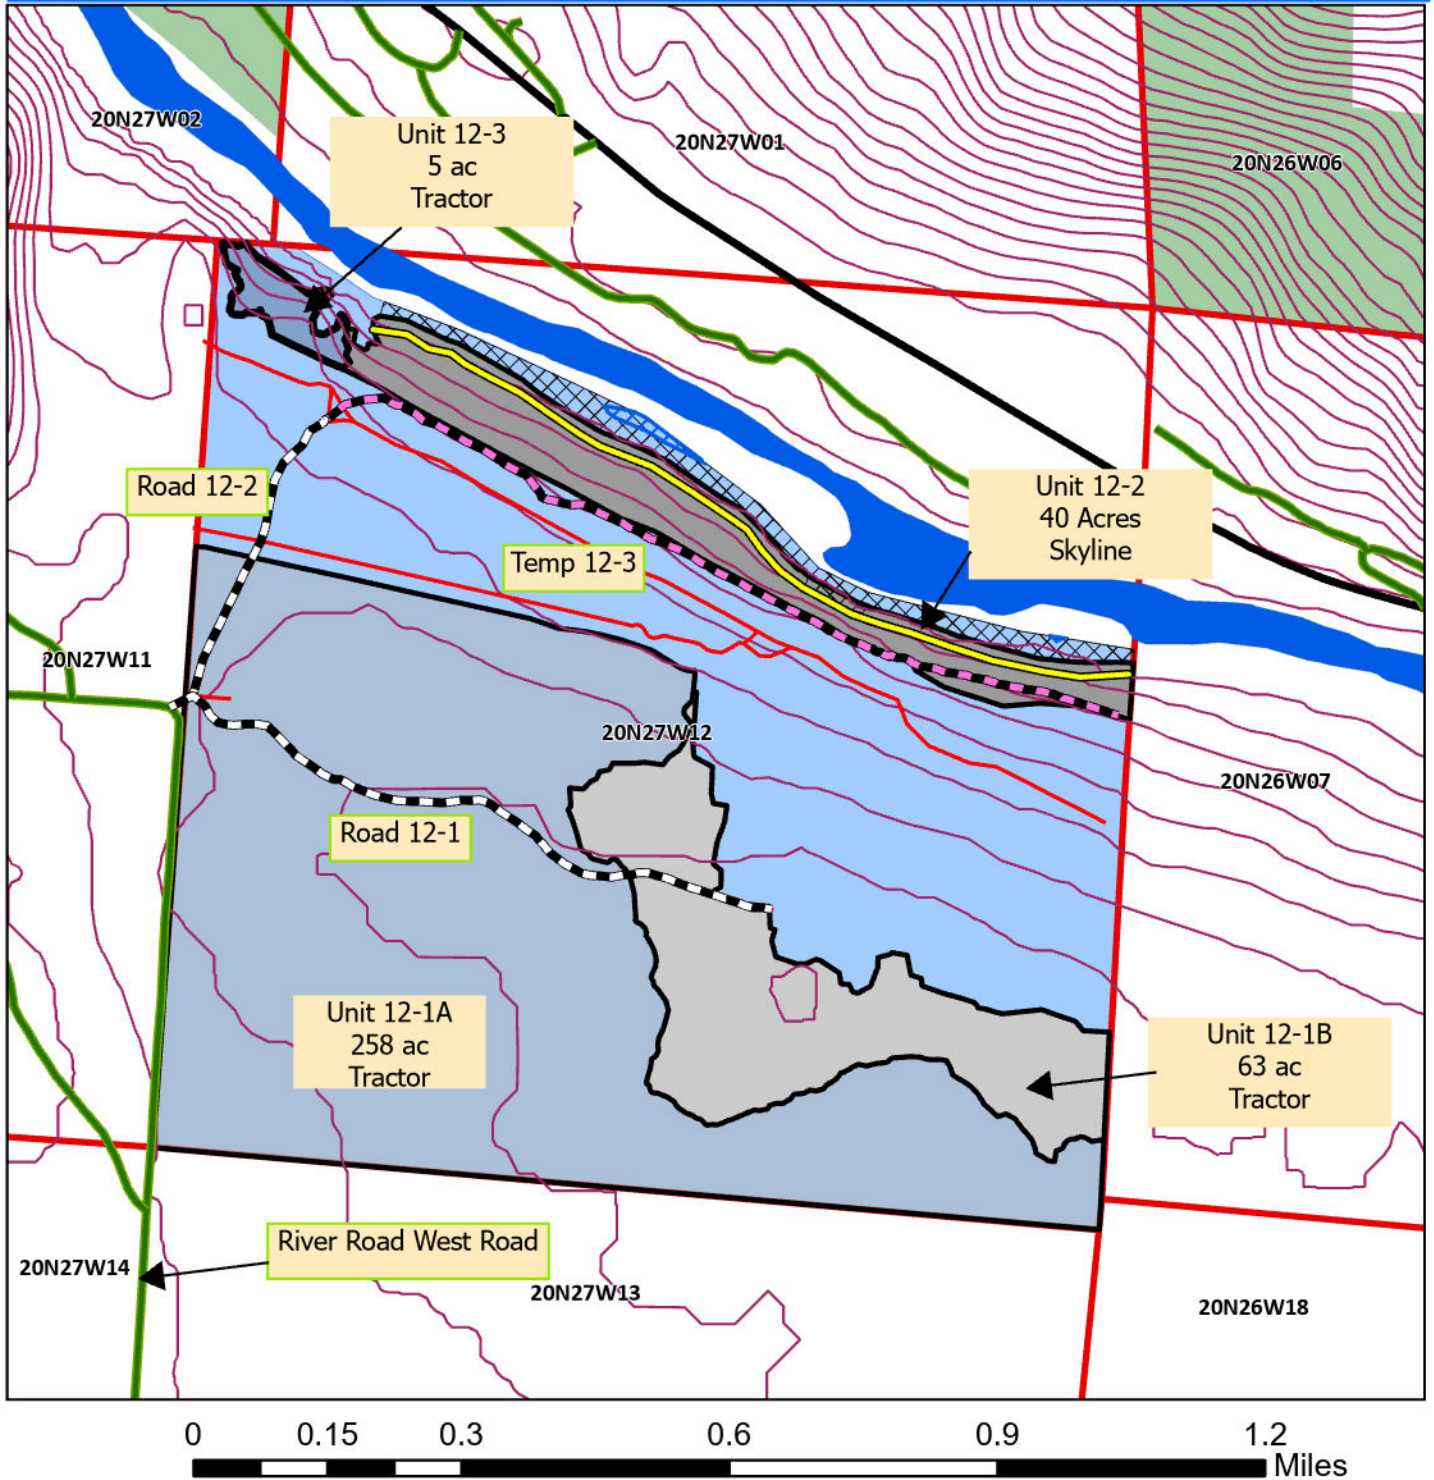 20N27W02
Unit 12-3
5 ac
Tractor
20N27W01
20N26W06
Road 12-2
Unit 12-2
40 Acres
Skyline
Temp 12-3
20N27W11
20N27W12
20N26W07
Road 12-1
Unit 12-1A
258 ac
Tractor
Unit 12-1B
63 ac
Tractor
River Road West Road
20N27W14
20N27W13
20N26W18
0 0.15 0.3 0.6 0.9 1.2
Miles